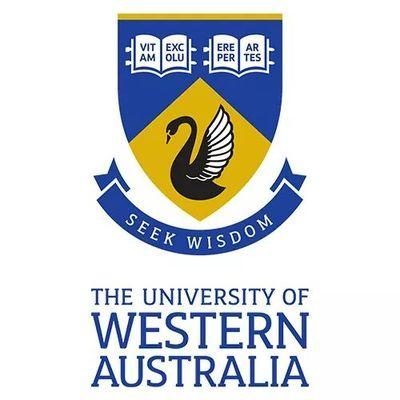 VIT EXC ERE AR
AM OLU PER TES
SEEK WISDOM
THE UNIVERSITY OF
WESTERN
AUSTRALIA